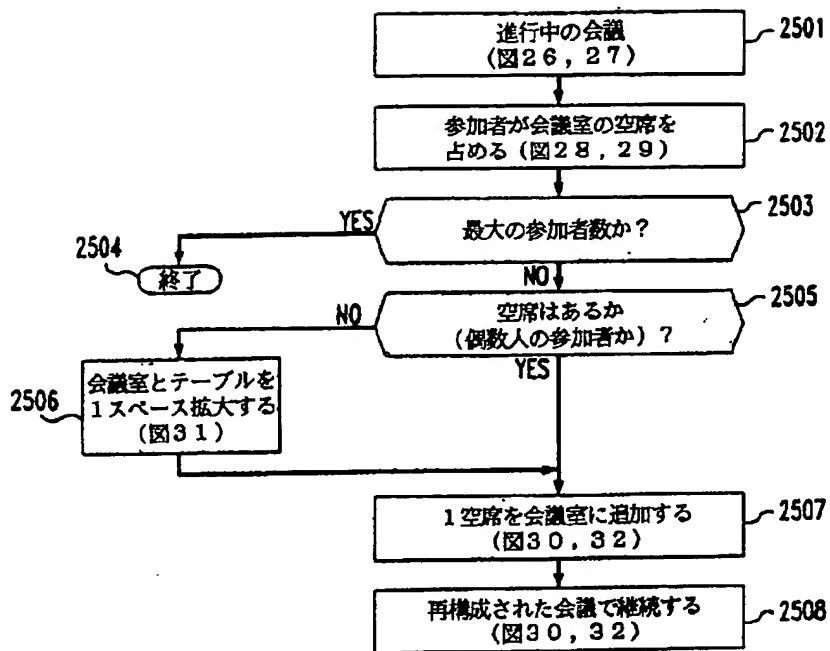 進行中の会議
(図26,27)
2501
参加者が会議室の空席を
占める(図28,29)
2502
最大の参加者数か?
2503
YES
2504
終了
NO
空席はあるか
(偶数人の参加者か)?
2505
NO
YES
会議室とテーブルを
1スペース拡大する
(図31)
2506
1空席を会議室に追加する
(図30,32)
2507
再構成された会議で継続する
(図30,32)
2508